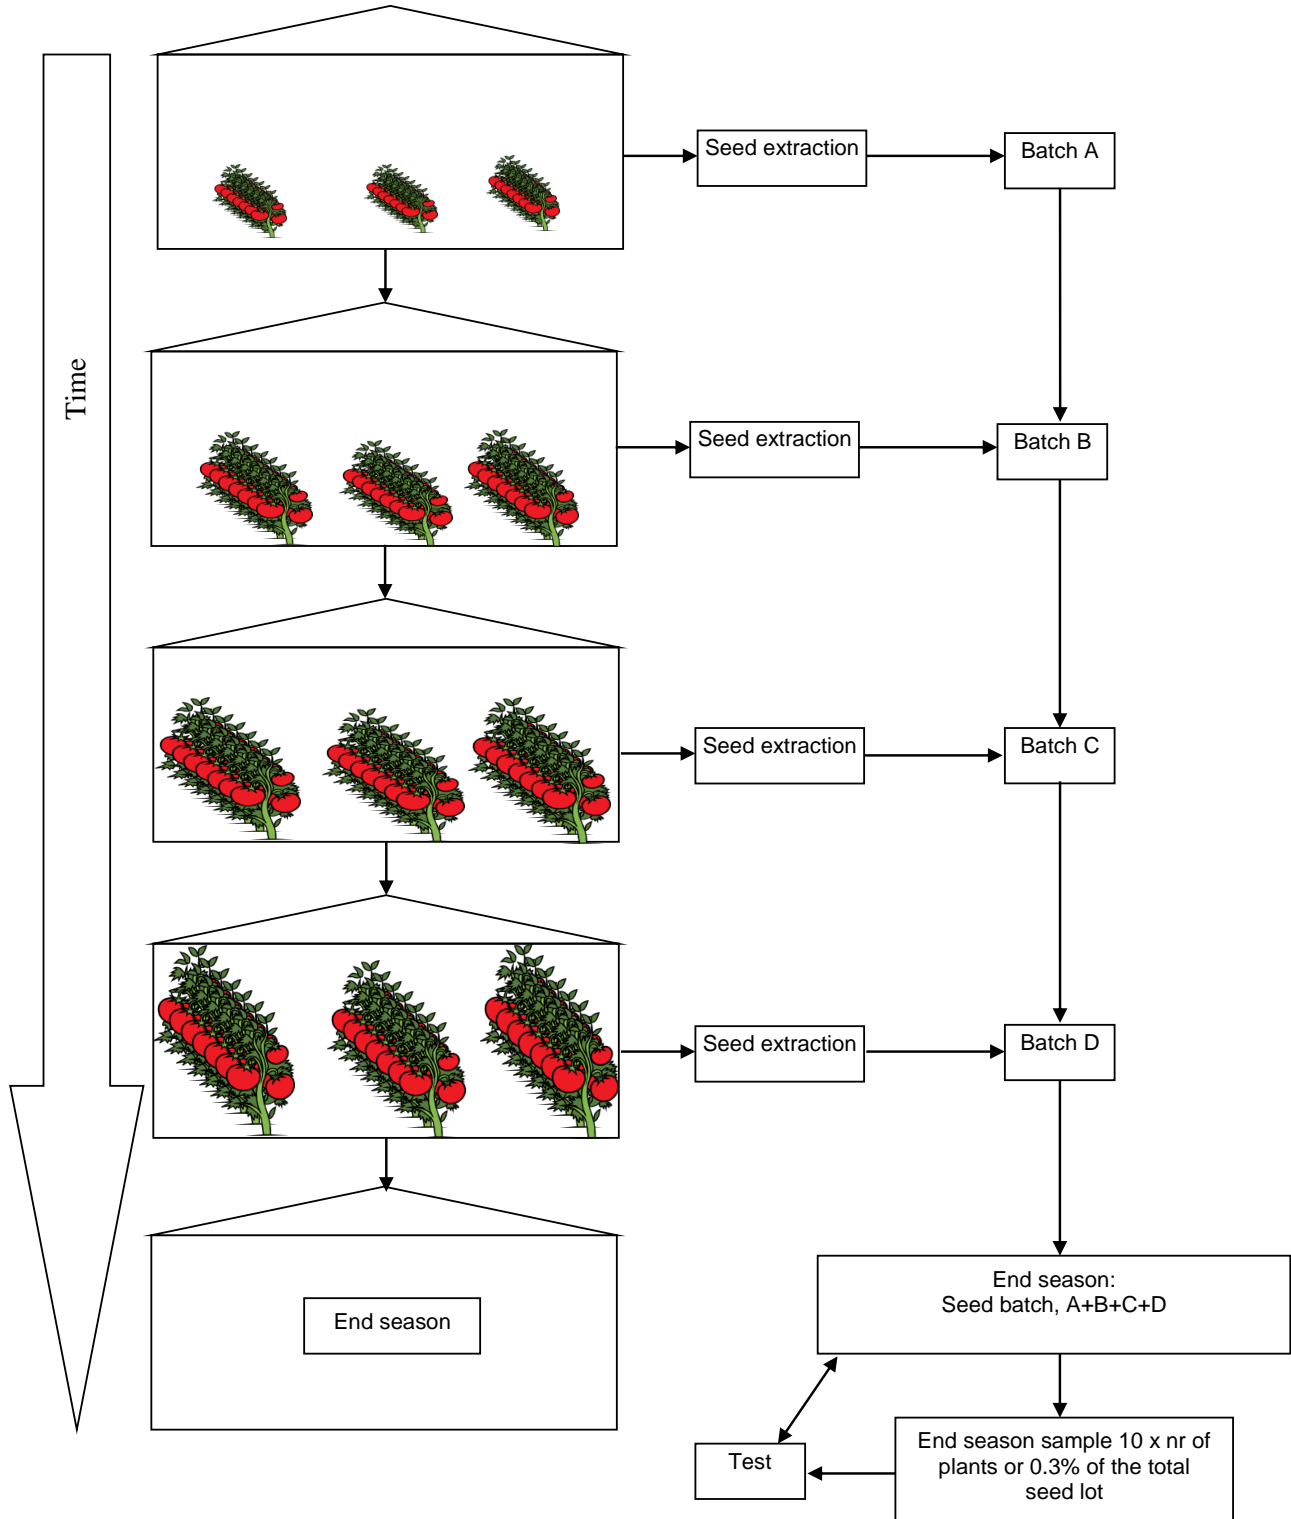 Time
Seed extraction
Batch A
Seed extraction
Batch B
Seed extraction
Batch C
Seed extraction
Batch D
End season
End season:
Seed batch, A+B+C+D
Test
End season sample 10 x nr of
plants or 0.3% of the total
seed lot